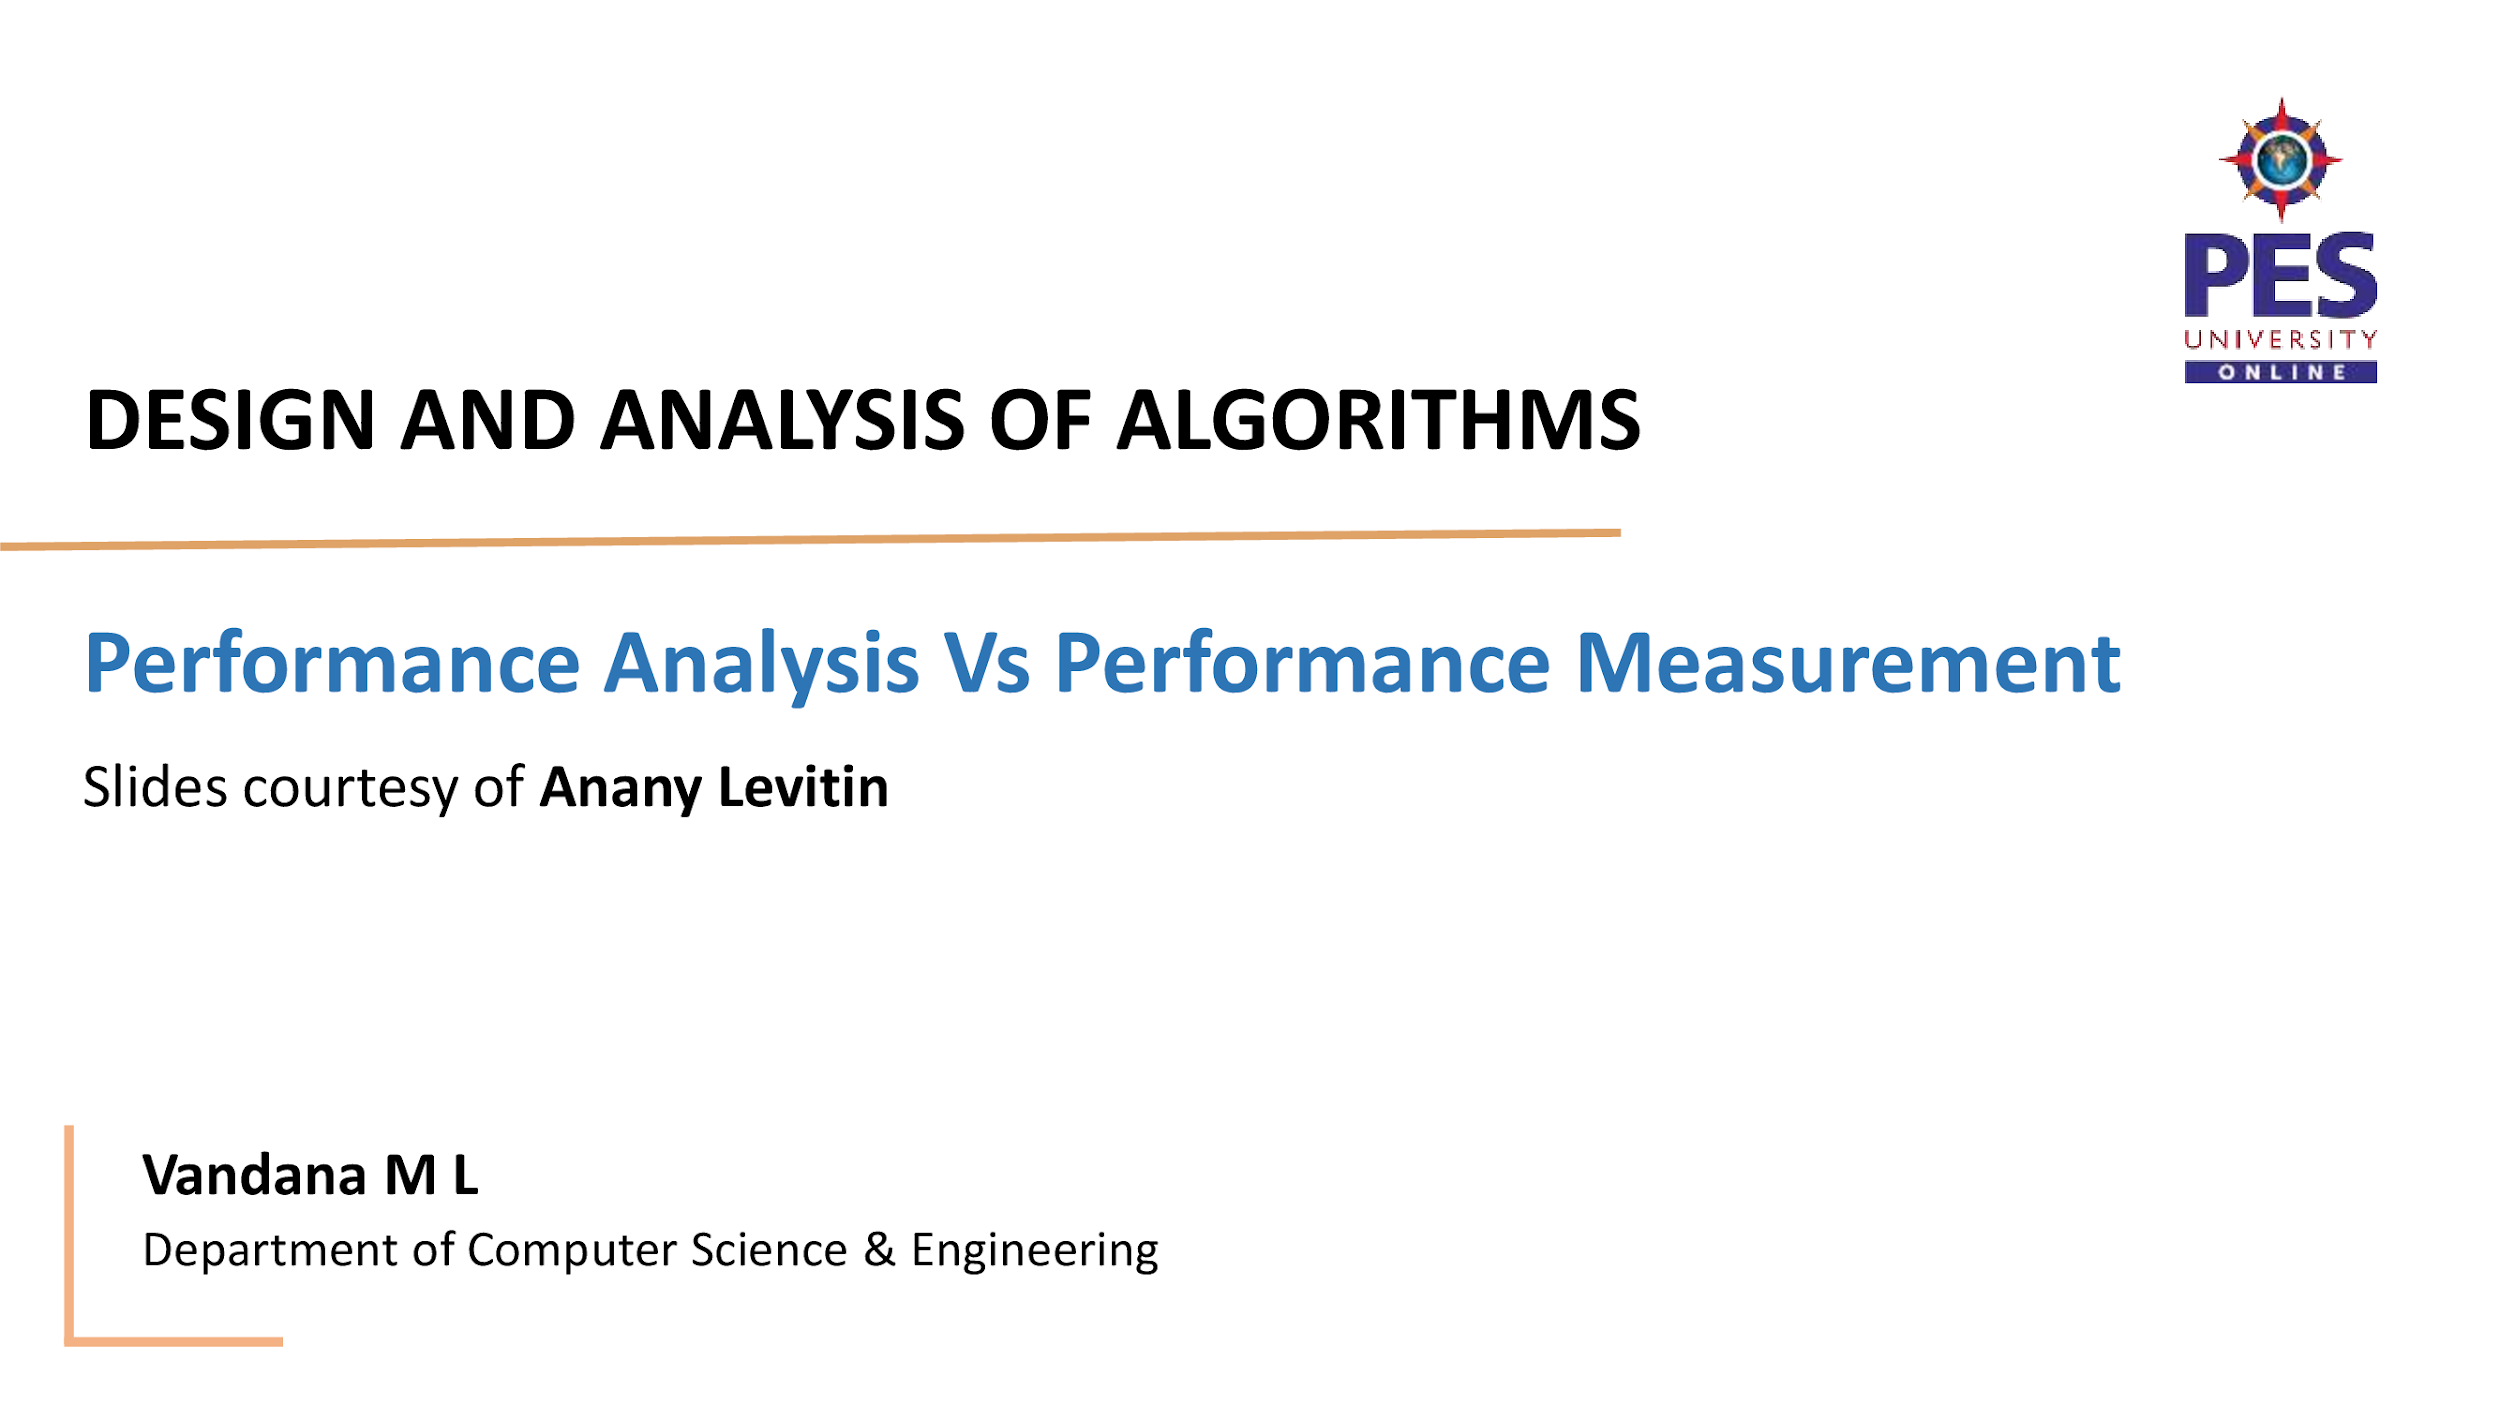 PES
UNIVERSITY
ONLINE
DESIGN AND ANALYSIS OF ALGORITHMS
Performance Analysis Vs Performance Measurement
Slides courtesy of Anany Levitin
Vandana M L
Department of Computer Science & Engineering